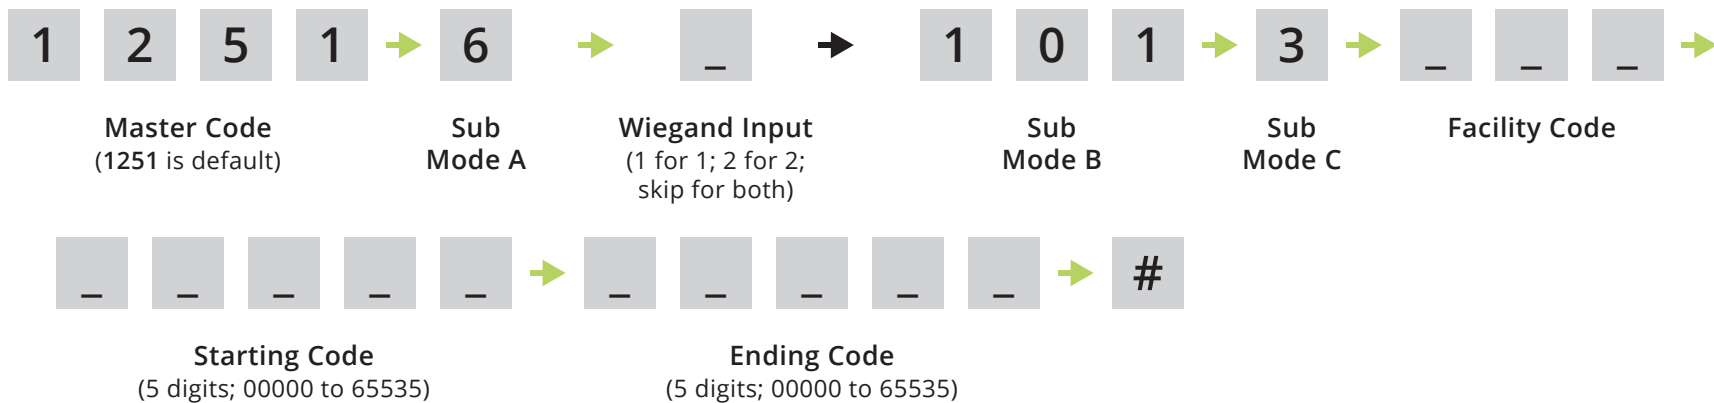 1 2 5 1 6 _ 1 0 1 3 _ _ _
Master Code Sub Wiegand Input Sub Sub Facility Code
(1251 is default) Mode A (1 for 1; 2 for 2; Mode B Mode C
skip for both)
_ _ _ _ _ _ _ _ _ _ #
Starting Code Ending Code
(5 digits; 00000 to 65535) (5 digits; 00000 to 65535)